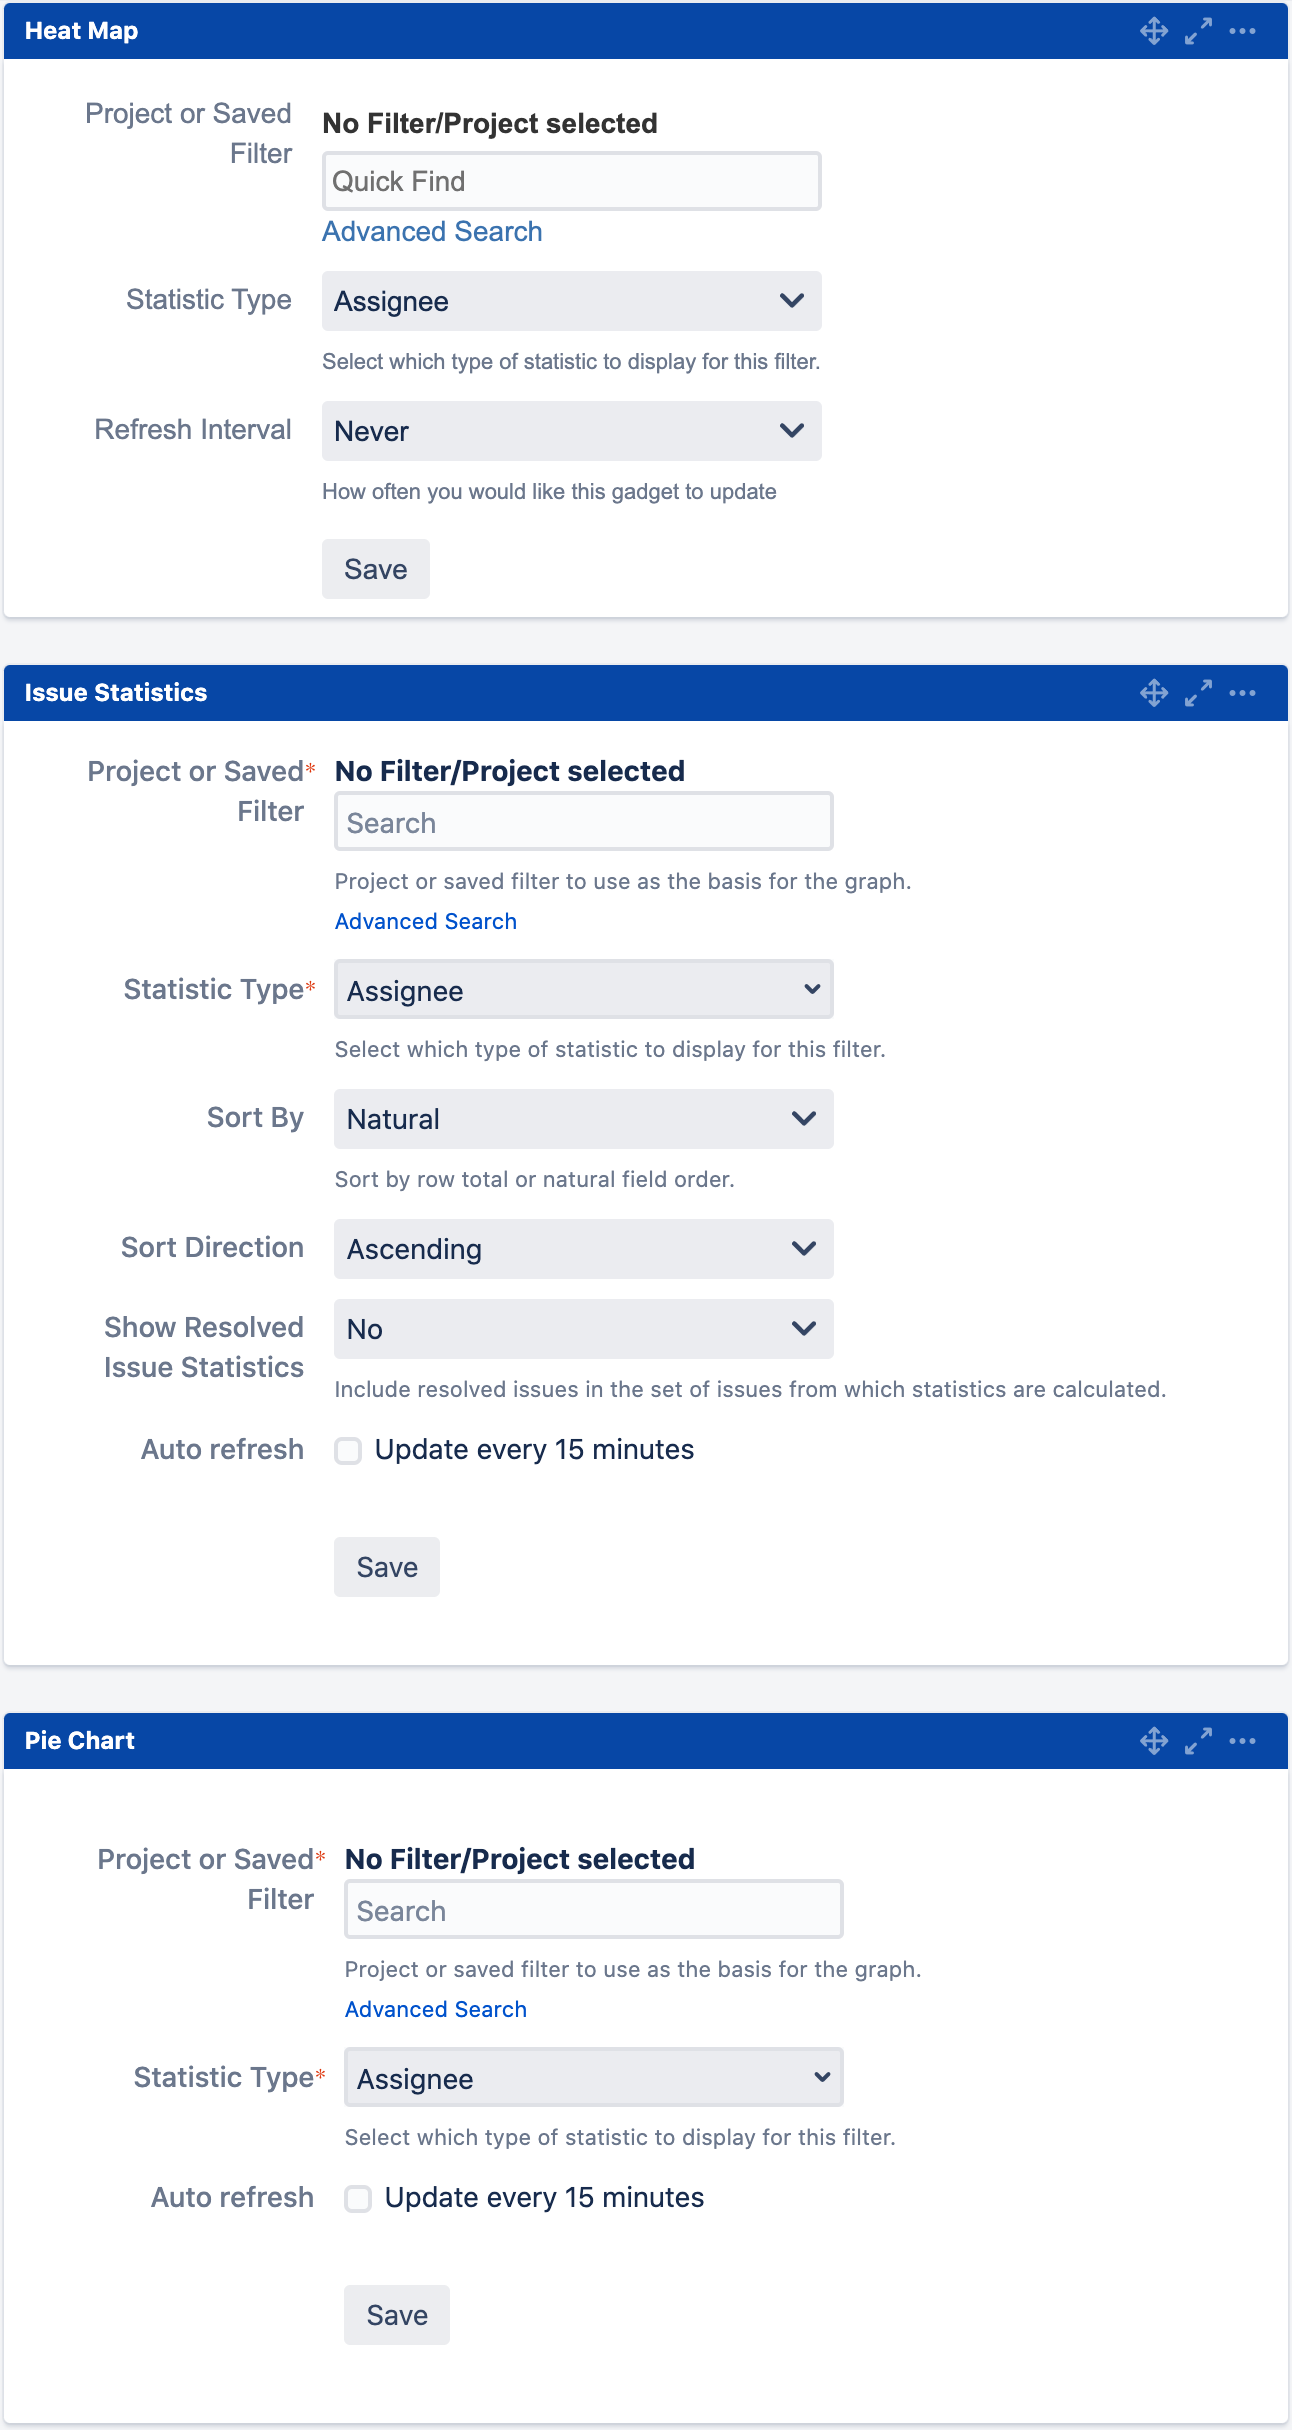 Heat Map
Project or Saved
Filter
No Filter/Project selected
Quick Find
Advanced Search
Statistic Type
Assignee
Select which type of statistic to display for this filter.
Refresh Interval
Never
How often you would like this gadget to update
Save
Issue Statistics
Project or Saved*
Filter
No Filter/Project selected
Search
Project or saved filter to use as the basis for the graph.
Advanced Search
Statistic Type*
Assignee
Select which type of statistic to display for this filter.
Sort By
Natural
Sort by row total or natural field order.
Sort Direction
Ascending
Show Resolved
Issue Statistics
No
Include resolved issues in the set of issues from which statistics are calculated.
Auto refresh
Update every 15 minutes
Save
Pie Chart
Project or Saved*
Filter
No Filter/Project selected
Search
Project or saved filter to use as the basis for the graph.
Advanced Search
Statistic Type*
Assignee
Select which type of statistic to display for this filter.
Auto refresh
Update every 15 minutes
Save